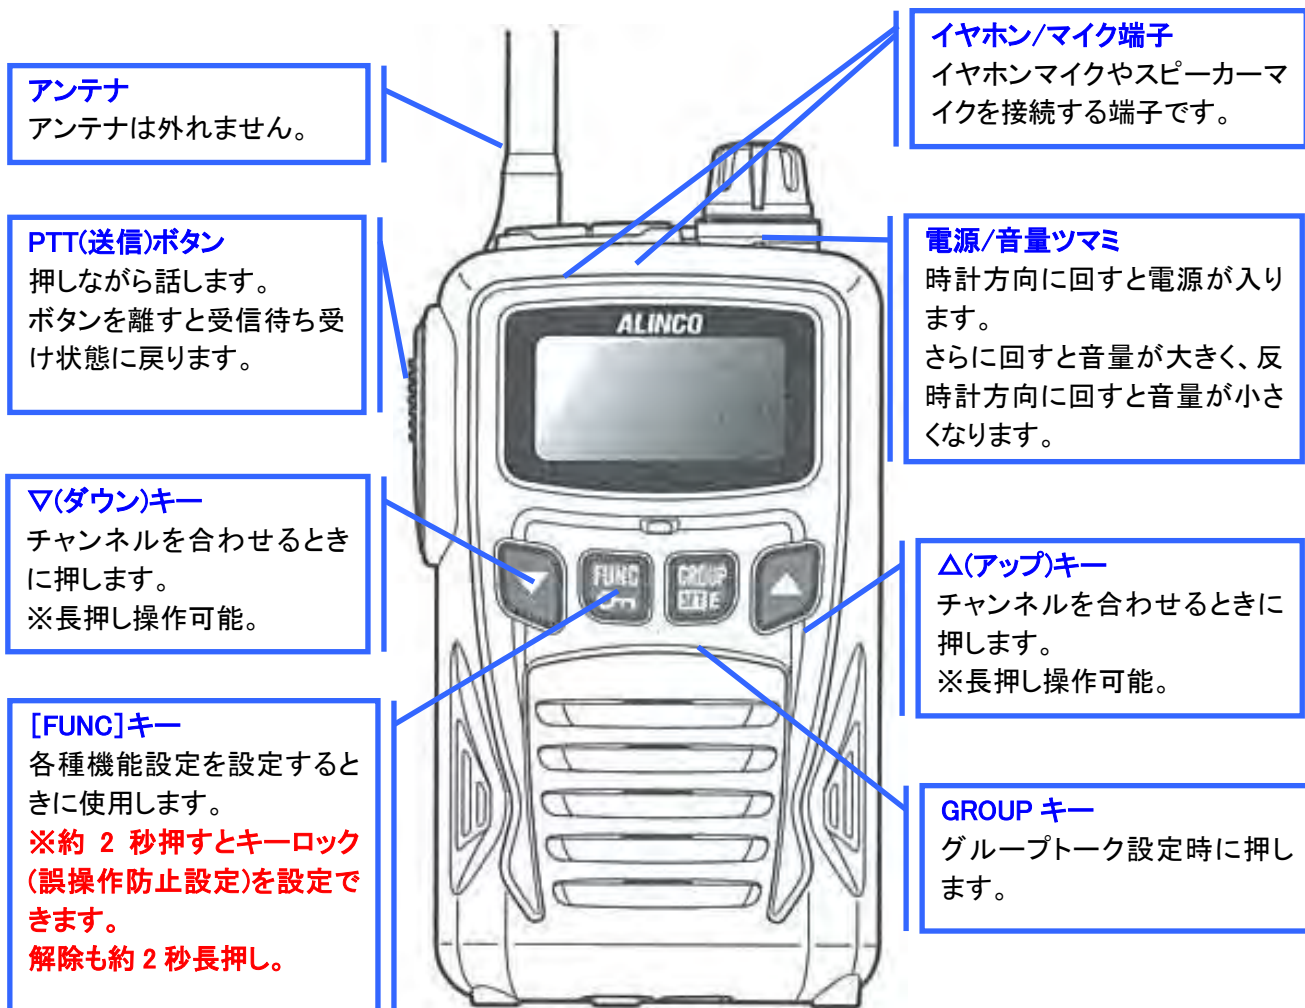 アンテナ
アンテナは外れません。
PTT(送信)ボタン
押しながら話します。
ボタンを離すと受信待ち受
け状態に戻ります。
▽(ダウン)キー
チャンネルを合わせるとき
に押します。
※長押し操作可能。
[FUNC]キー
各種機能設定を設定すると
きに使用します。
※約 2 秒押すとキーロック
(誤操作防止設定)を設定で
きます。
解除も約 2 秒長押し。
ALINCO
FUNC
GROUP
イヤホン/マイク端子
イヤホンマイクやスピーカーマ
イクを接続する端子です。
電源/音量ツマミ
時計方向に回すと電源が入り
ます。
さらに回すと音量が大きく、反
時計方向に回すと音量が小さ
くなります。
△(アップ)キー
チャンネルを合わせるときに
押します。
※長押し操作可能。
GROUP キー
グループトーク設定時に押し
ます。